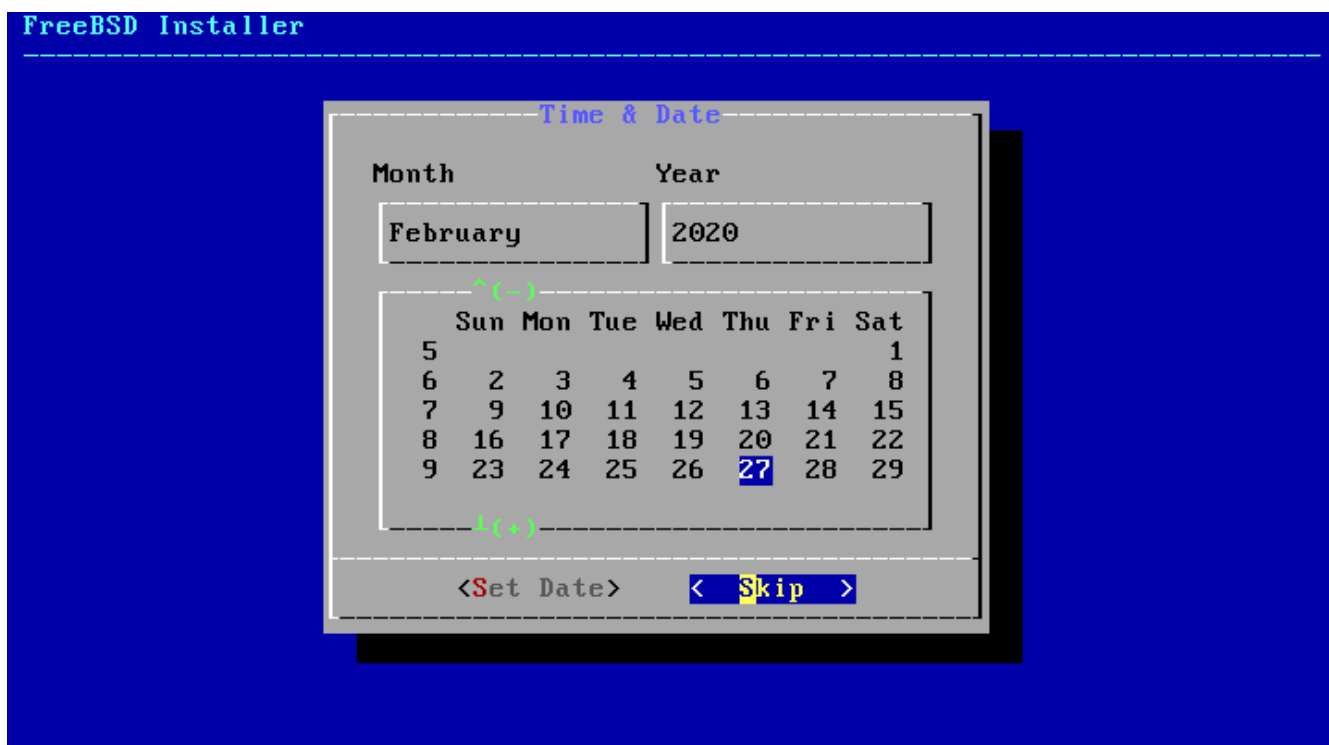 FreeBSD Installer
Time & Date
Month Year
February 2020
^(-)
Sun Mon Tue Wed Thu Fri Sat
5 1
6 2 3 4 5 6 7 8
7 9 10 11 12 13 14 15
8 16 17 18 19 20 21 22
9 23 24 25 26 27 28 29
┴(+)
<Set Date> < Skip >